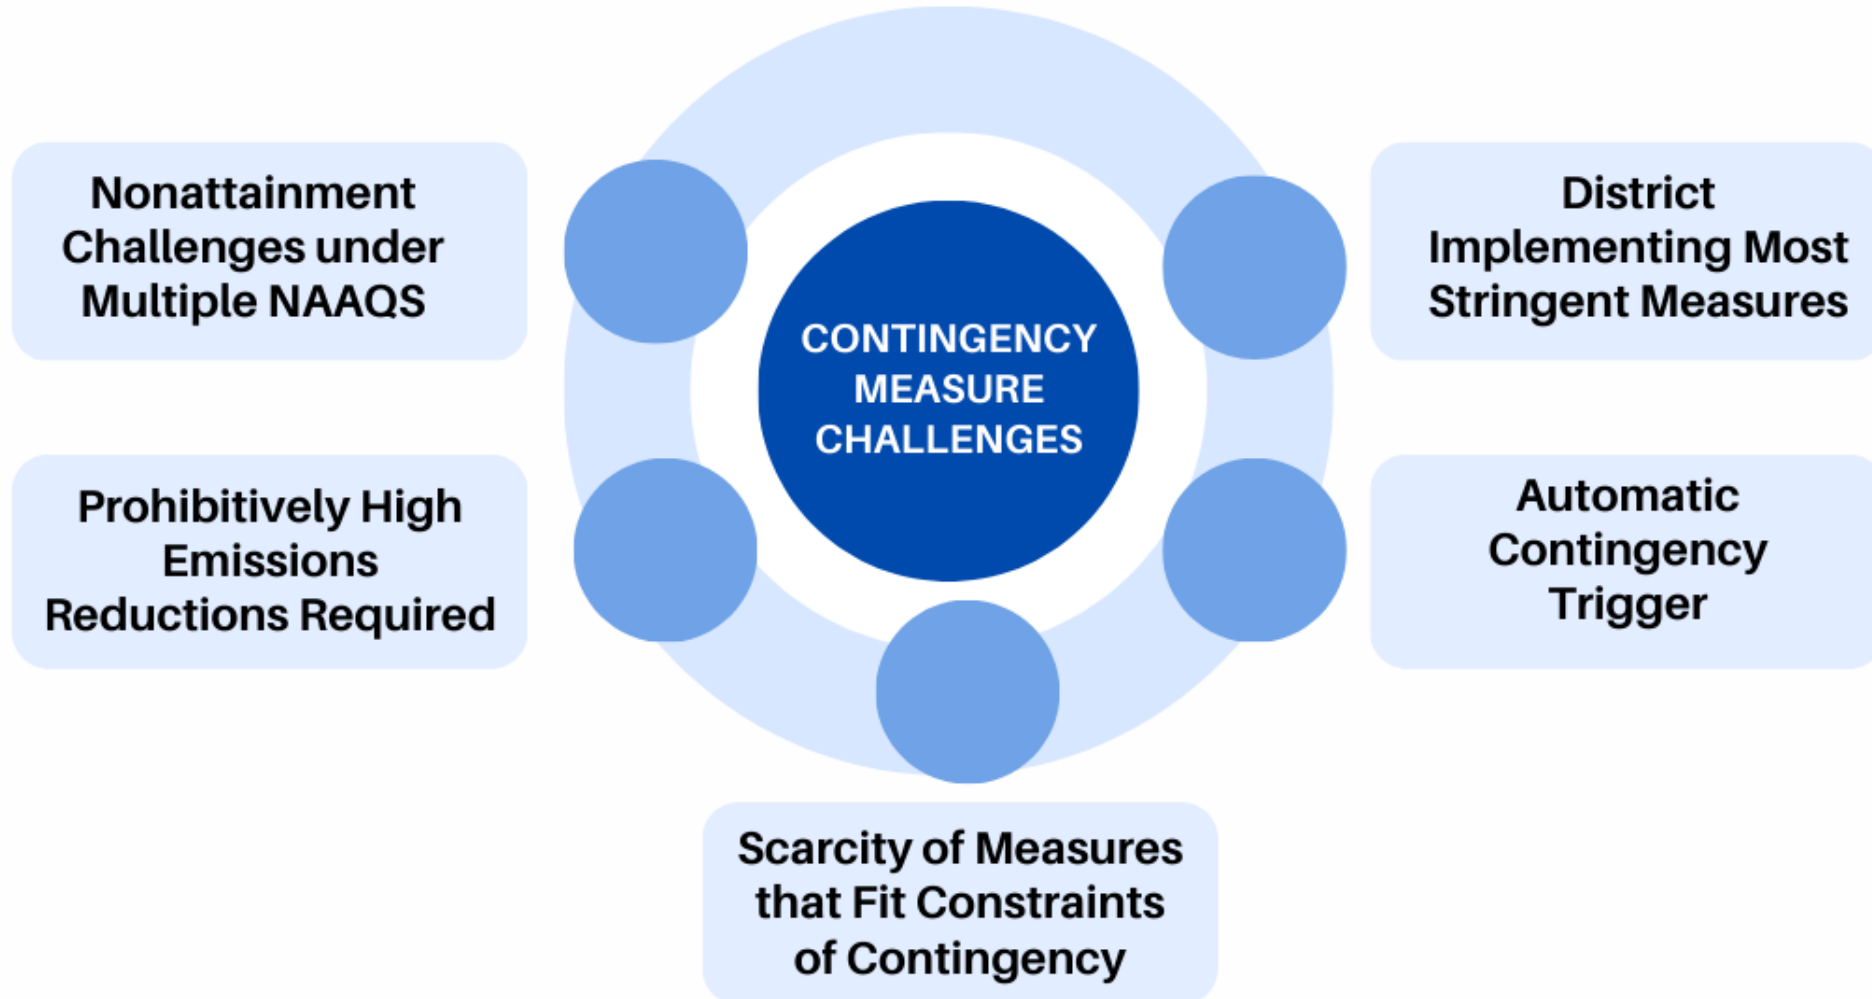 Nonattainment
Challenges under
Multiple NAAQS
District
Implementing Most
Stringent Measures
CONTINGENCY
MEASURE
CHALLENGES
Prohibitively High
Emissions
Reductions Required
Automatic
Contingency
Trigger
Scarcity of Measures
that Fit Constraints
of Contingency